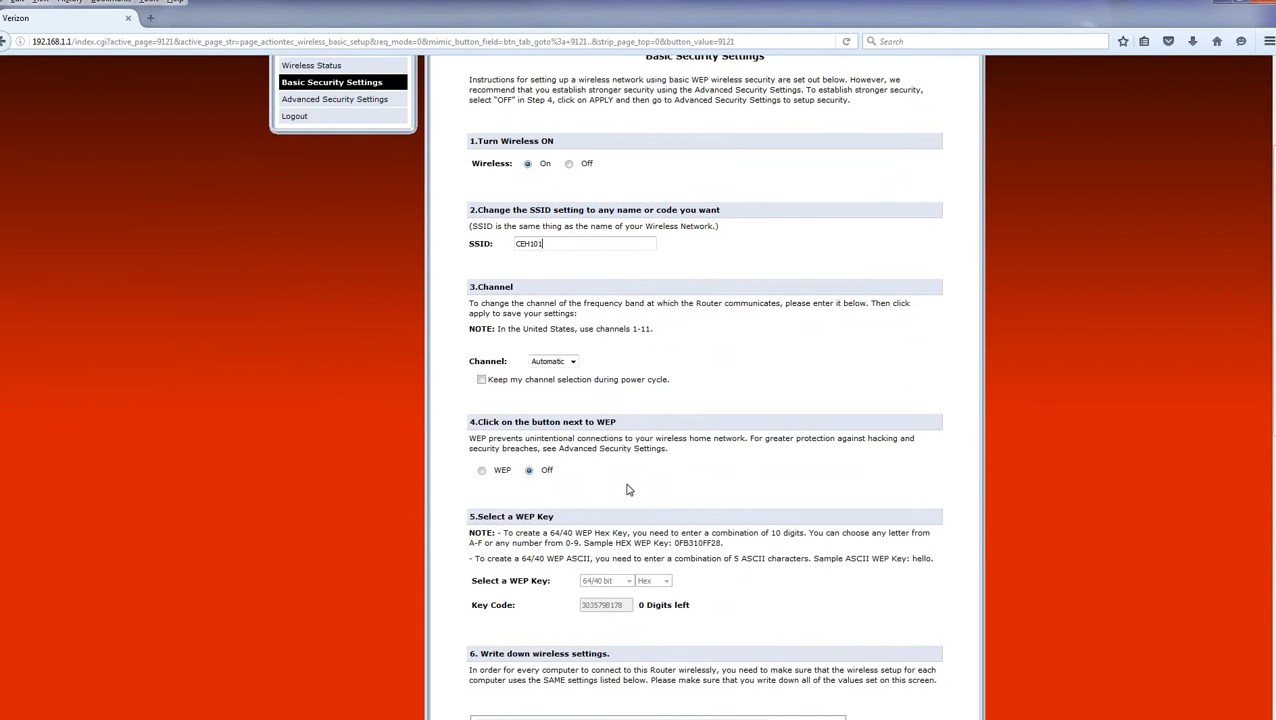 Edit View History Bookmarks Tools Help
Verizon
192.168.1.1/index.cgi?active_page=9121&active_page_str=page_actiontec_wireless_basic_setup&req_mode=0&mimic_button_field=btn_tab_goto%3a+9121..&strip_page_top=0&button_value=9121
Search
Basic Security Settings
Wireless Status
Basic Security Settings
Advanced Security Settings
Logout
Instructions for setting up a wireless network using basic WEP wireless security are set out below. However, we
recommend that you establish stronger security using the Advanced Security Settings. To establish stronger security,
select "OFF" in Step 4, click on APPLY and then go to Advanced Security Settings to setup security.
1.Turn Wireless ON
Wireless: On Off
2.Change the SSID setting to any name or code you want
(SSID is the same thing as the name of your Wireless Network.)
SSID: CEH101
3.Channel
To change the channel of the frequency band at which the Router communicates, please enter it below. Then click
apply to save your settings:
NOTE: In the United States, use channels 1-11.
Channel: Automatic
Keep my channel selection during power cycle.
4.Click on the button next to WEP
WEP prevents unintentional connections to your wireless home network. For greater protection against hacking and
security breaches, see Advanced Security Settings.
WEP Off
5.Select a WEP Key
NOTE: - To create a 64/40 WEP Hex Key, you need to enter a combination of 10 digits. You can choose any letter from
A-F or any number from 0-9. Sample HEX WEP Key: 0FB310FF28.
- To create a 64/40 WEP ASCII, you need to enter a combination of 5 ASCII characters. Sample ASCII WEP Key: hello.
Select a WEP Key: 64/40 bit Hex
Key Code: 303579B178 0 Digits left
6. Write down wireless settings.
In order for every computer to connect to this Router wirelessly, you need to make sure that the wireless setup for each
computer uses the SAME settings listed below. Please make sure that you write down all of the values set on this screen.